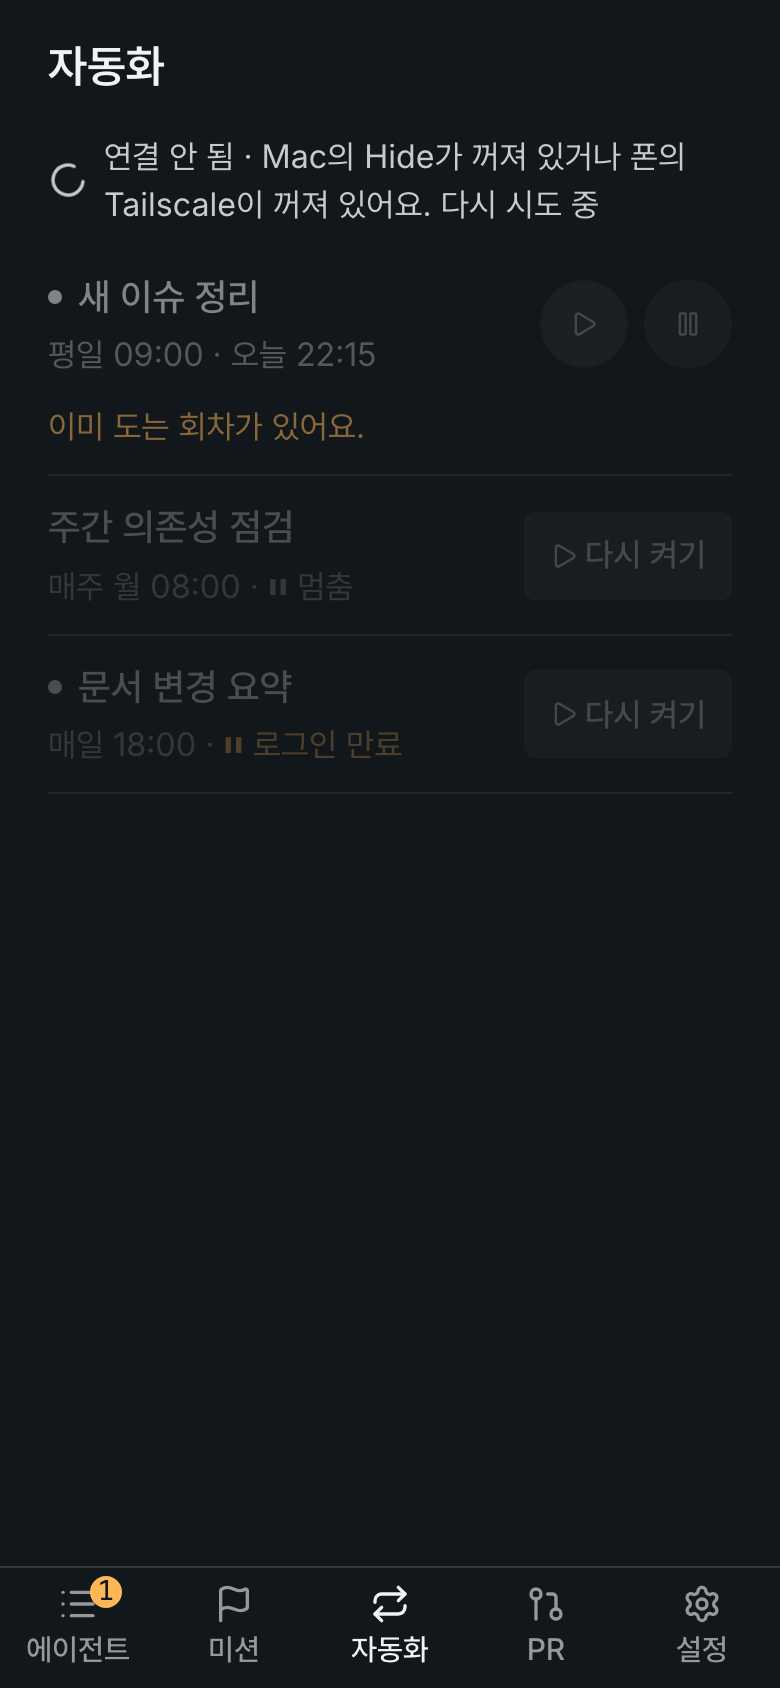 자동화
연결 안 됨 · Mac의 Hide가 꺼져 있거나 폰의
Tailscale이 꺼져 있어요. 다시 시도 중
새 이슈 정리
평일 09:00 · 오늘 22:15
이미 도는 회차가 있어요.
주간 의존성 점검
매주 월 08:00 · 멈춤
다시 켜기
문서 변경 요약
매일 18:00 · 로그인 만료
다시 켜기
1
에이전트
미션
자동화
PR
설정